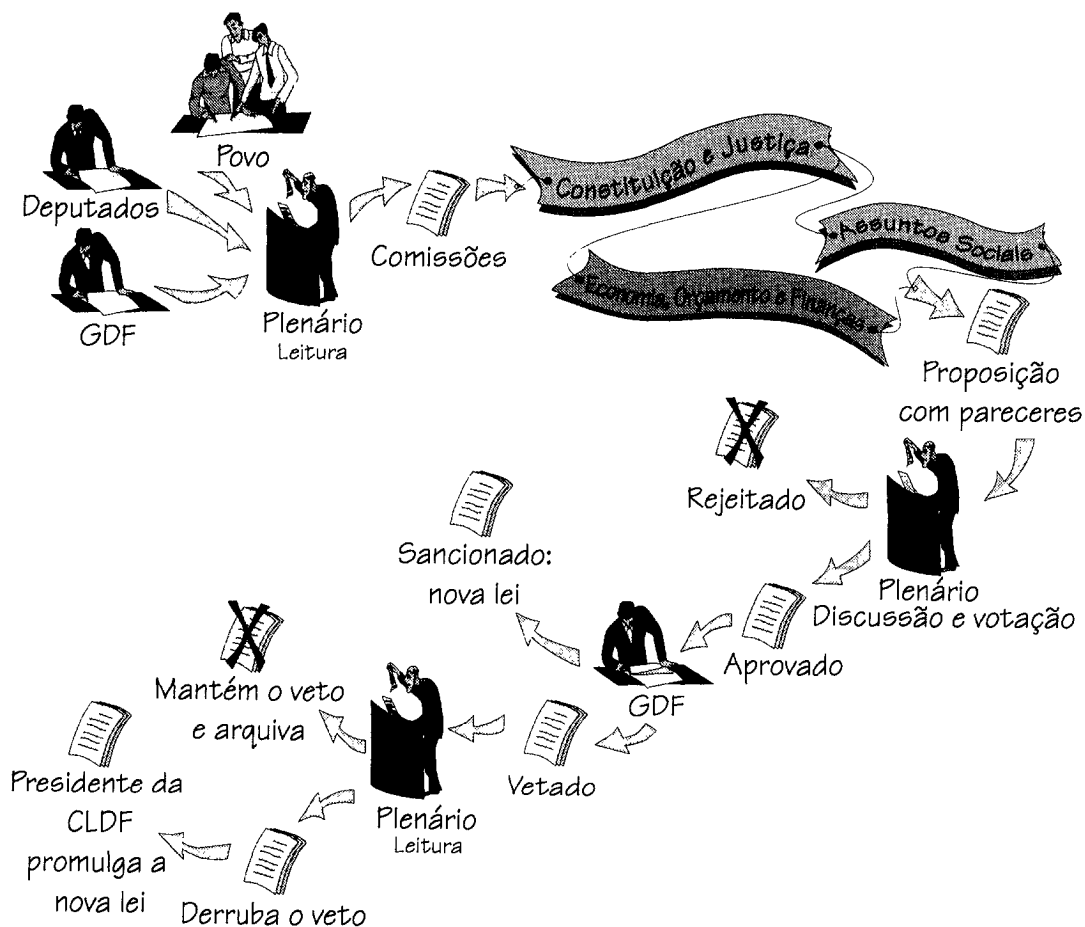 Povo
Deputados
GDF
Plenário
Leitura
Comissões
Constituição e Justiça
Assuntos Sociais
Economia, Orçamento e Finanças
Proposição
com pareceres
Plenário
Discussão e votação
Rejeitado
Aprovado
GDF
Sancionado:
nova lei
Vetado
Plenário
Leitura
Mantém o veto
e arquiva
Derruba o veto
Presidente da
CLDF
promulga a
nova lei